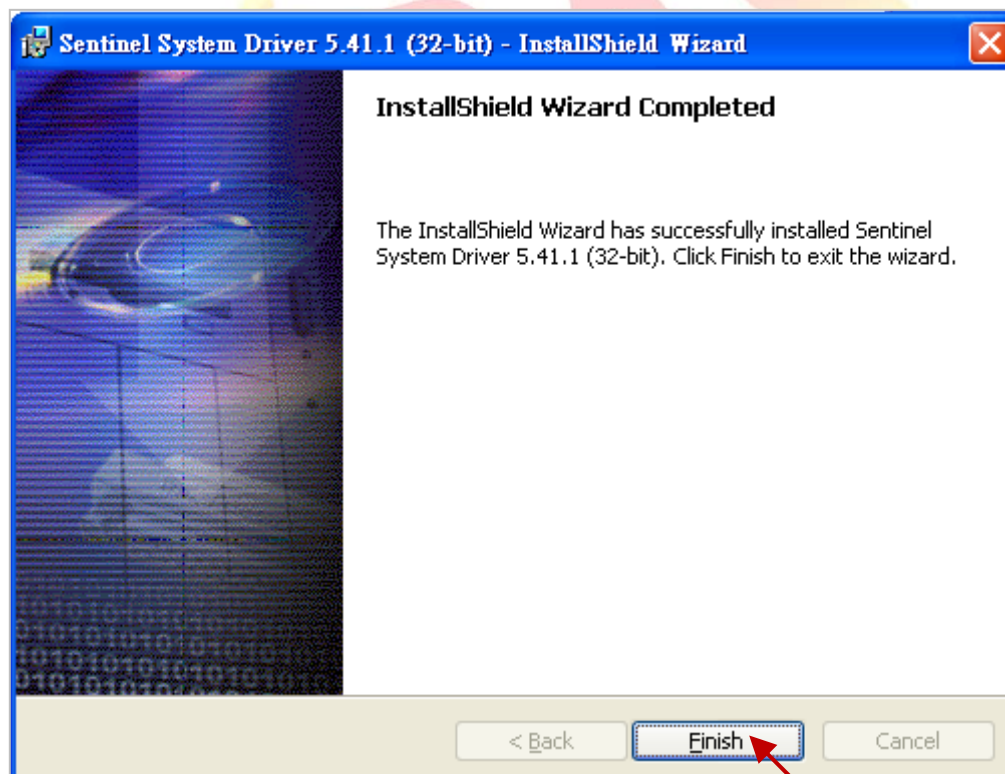 Sentinel System Driver 5.41.1 (32-bit) - InstallShield Wizard
InstallShield Wizard Completed
The InstallShield Wizard has successfully installed Sentinel
System Driver 5.41.1 (32-bit). Click Finish to exit the wizard.
< Back Finish Cancel